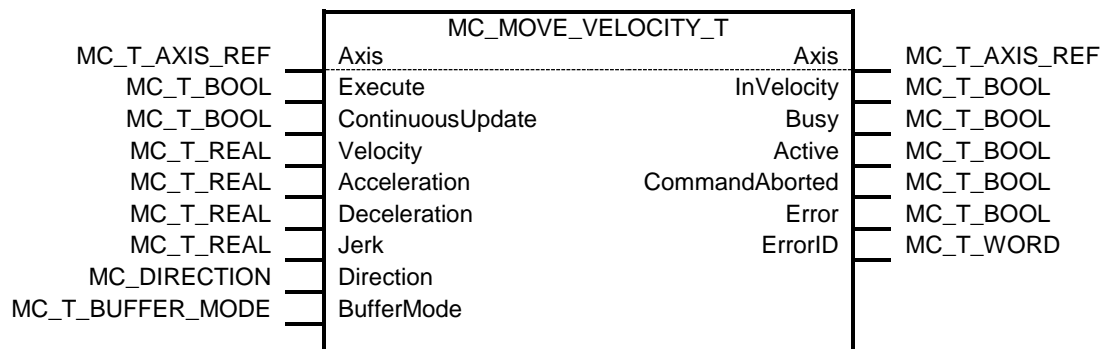 MC_MOVE_VELOCITY_T
MC_T_AXIS_REF Axis Axis MC_T_AXIS_REF
MC_T_BOOL Execute InVelocity MC_T_BOOL
MC_T_BOOL ContinuousUpdate Busy MC_T_BOOL
MC_T_REAL Velocity Active MC_T_BOOL
MC_T_REAL Acceleration CommandAborted MC_T_BOOL
MC_T_REAL Deceleration Error MC_T_BOOL
MC_T_REAL Jerk ErrorID MC_T_WORD
MC_DIRECTION Direction
MC_T_BUFFER_MODE BufferMode